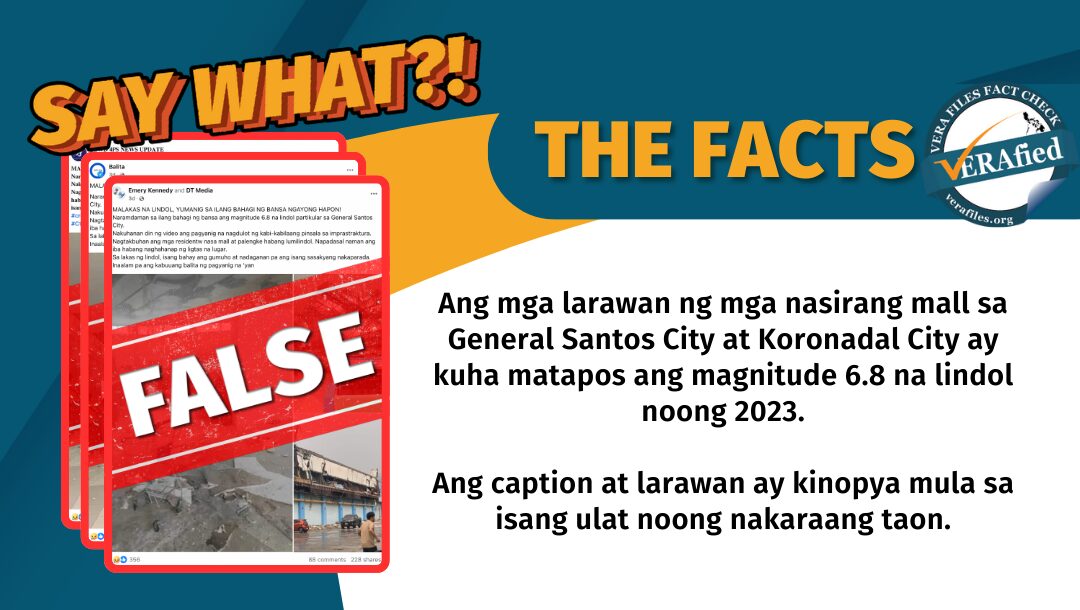 SAY WHAT?!
THE FACTS
VERA FILES FACT CHECK
VERAfied
verafiles.org
4PS NEWS UPDATE
Balita
Emery Kennedy and DT Media
3d
MALAKAS NA LINDOL, YUMANIG SA ILANG BAHAGI NG BANSA NGAYONG HAPON!
Naramdaman sa ilang bahagi ng bansa ang magnitude 6.8 na lindol partikular sa General Santos
City.
Nakuhanan din ng video ang pagyanig na nagdulot ng kabi-kabilaang pinsala sa imprastraktura.
Nagtakbuhan ang mga residentw nasa mall at palengke habang lumilindol. Napadasal naman ang
iba habang naghahanap ng ligtas na lugar.
Sa lakas ng lindol, isang bahay ang gumuho at nadaganan pa ang isang sasakyang nakaparada.
Inaalam pa ang kabuuang balita ng pagyanig na 'yan
FALSE
356
88 comments 228 shares
Ang mga larawan ng mga nasirang mall sa
General Santos City at Koronadal City ay
kuha matapos ang magnitude 6.8 na lindol
noong 2023.
Ang caption at larawan ay kinopya mula sa
isang ulat noong nakaraang taon.